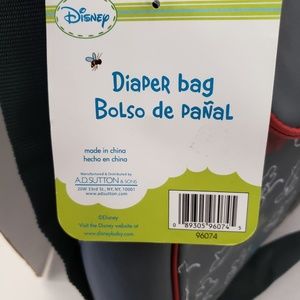 Disney
Diaper bag
Bolso de pañal
made in china
hecho en china
Manufactured & Distributed by
A.D. SUTTON & SONS
20W 33rd St., NY, NY, 10001
www.adsutton.com
©Disney
Visit the Disney website at
www.disneybaby.com
0 89305 96074 5
96074